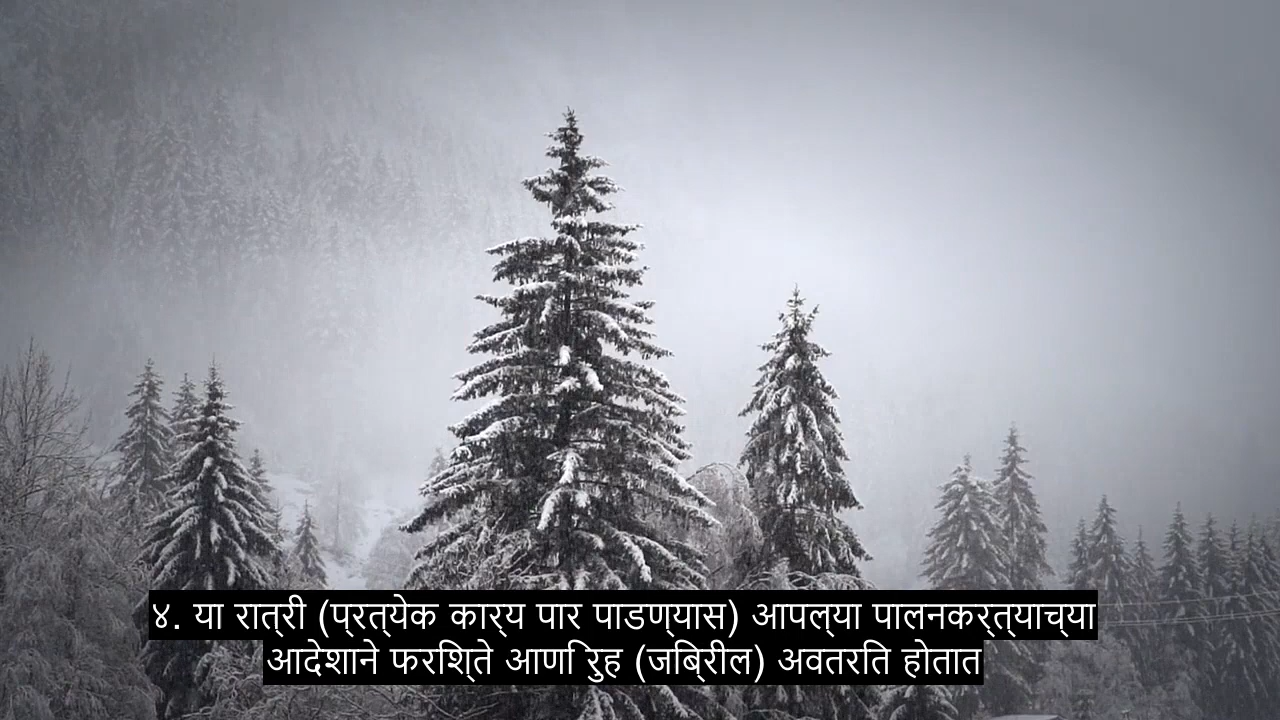 ४. या रात्री (प्रत्येक कार्य पार पाडण्यास) आपल्या पालनकर्त्याच्या
आदेशाने फरिश्ते आणि रुह (जिब्रील) अवतरित होतात